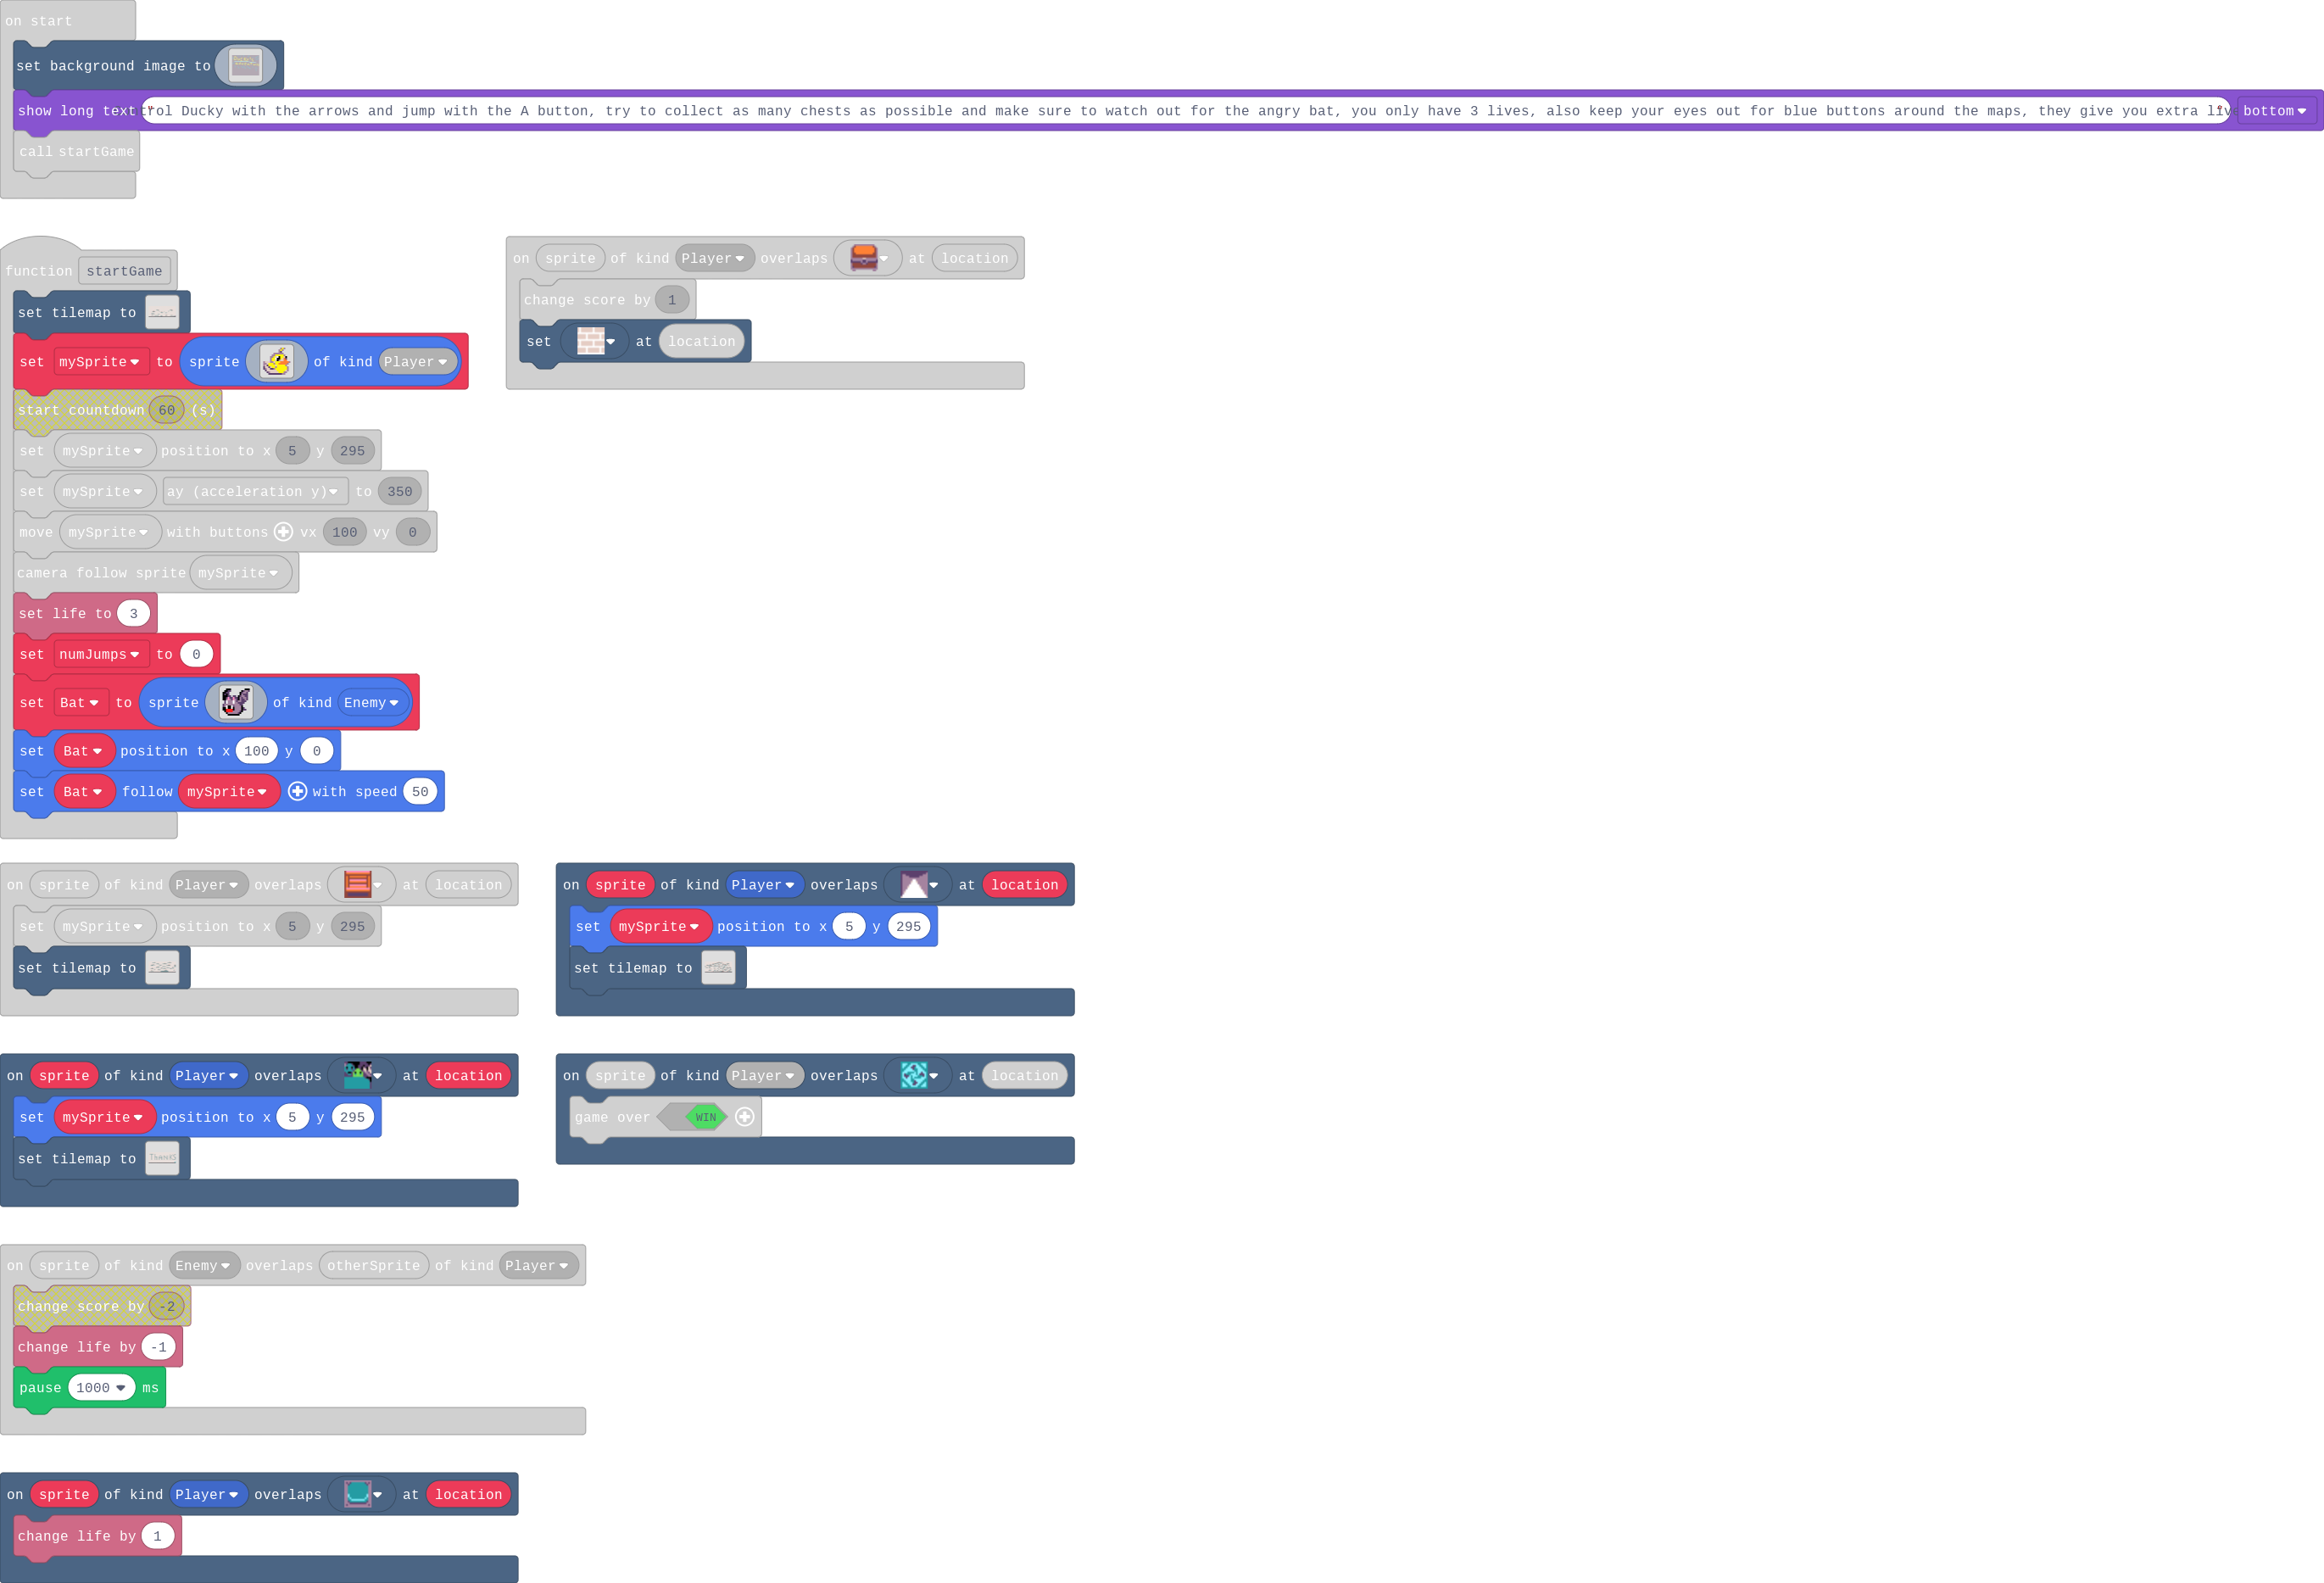 on start
set background image to
show long text "trol Ducky with the arrows and jump with the A button, try to collect as many chests as possible and make sure to watch out for the angry bat, you only have 3 lives, also keep your eyes out for blue buttons around the maps, they give you extra liv" bottom
call startGame
function startGame
set tilemap to
set mySprite to sprite of kind Player
start countdown 60 (s)
set mySprite position to x 5 y 295
set mySprite ay (acceleration y) to 350
move mySprite with buttons vx 100 vy 0
camera follow sprite mySprite
set life to 3
set numJumps to 0
set Bat to sprite of kind Enemy
set Bat position to x 100 y 0
set Bat follow mySprite with speed 50
on sprite of kind Player overlaps at location
change score by 1
set at location
on sprite of kind Player overlaps at location
set mySprite position to x 5 y 295
set tilemap to
on sprite of kind Player overlaps at location
set mySprite position to x 5 y 295
set tilemap to
on sprite of kind Player overlaps at location
set mySprite position to x 5 y 295
set tilemap to Thanks
on sprite of kind Player overlaps at location
game over WIN
on sprite of kind Enemy overlaps otherSprite of kind Player
change score by -2
change life by -1
pause 1000 ms
on sprite of kind Player overlaps at location
change life by 1